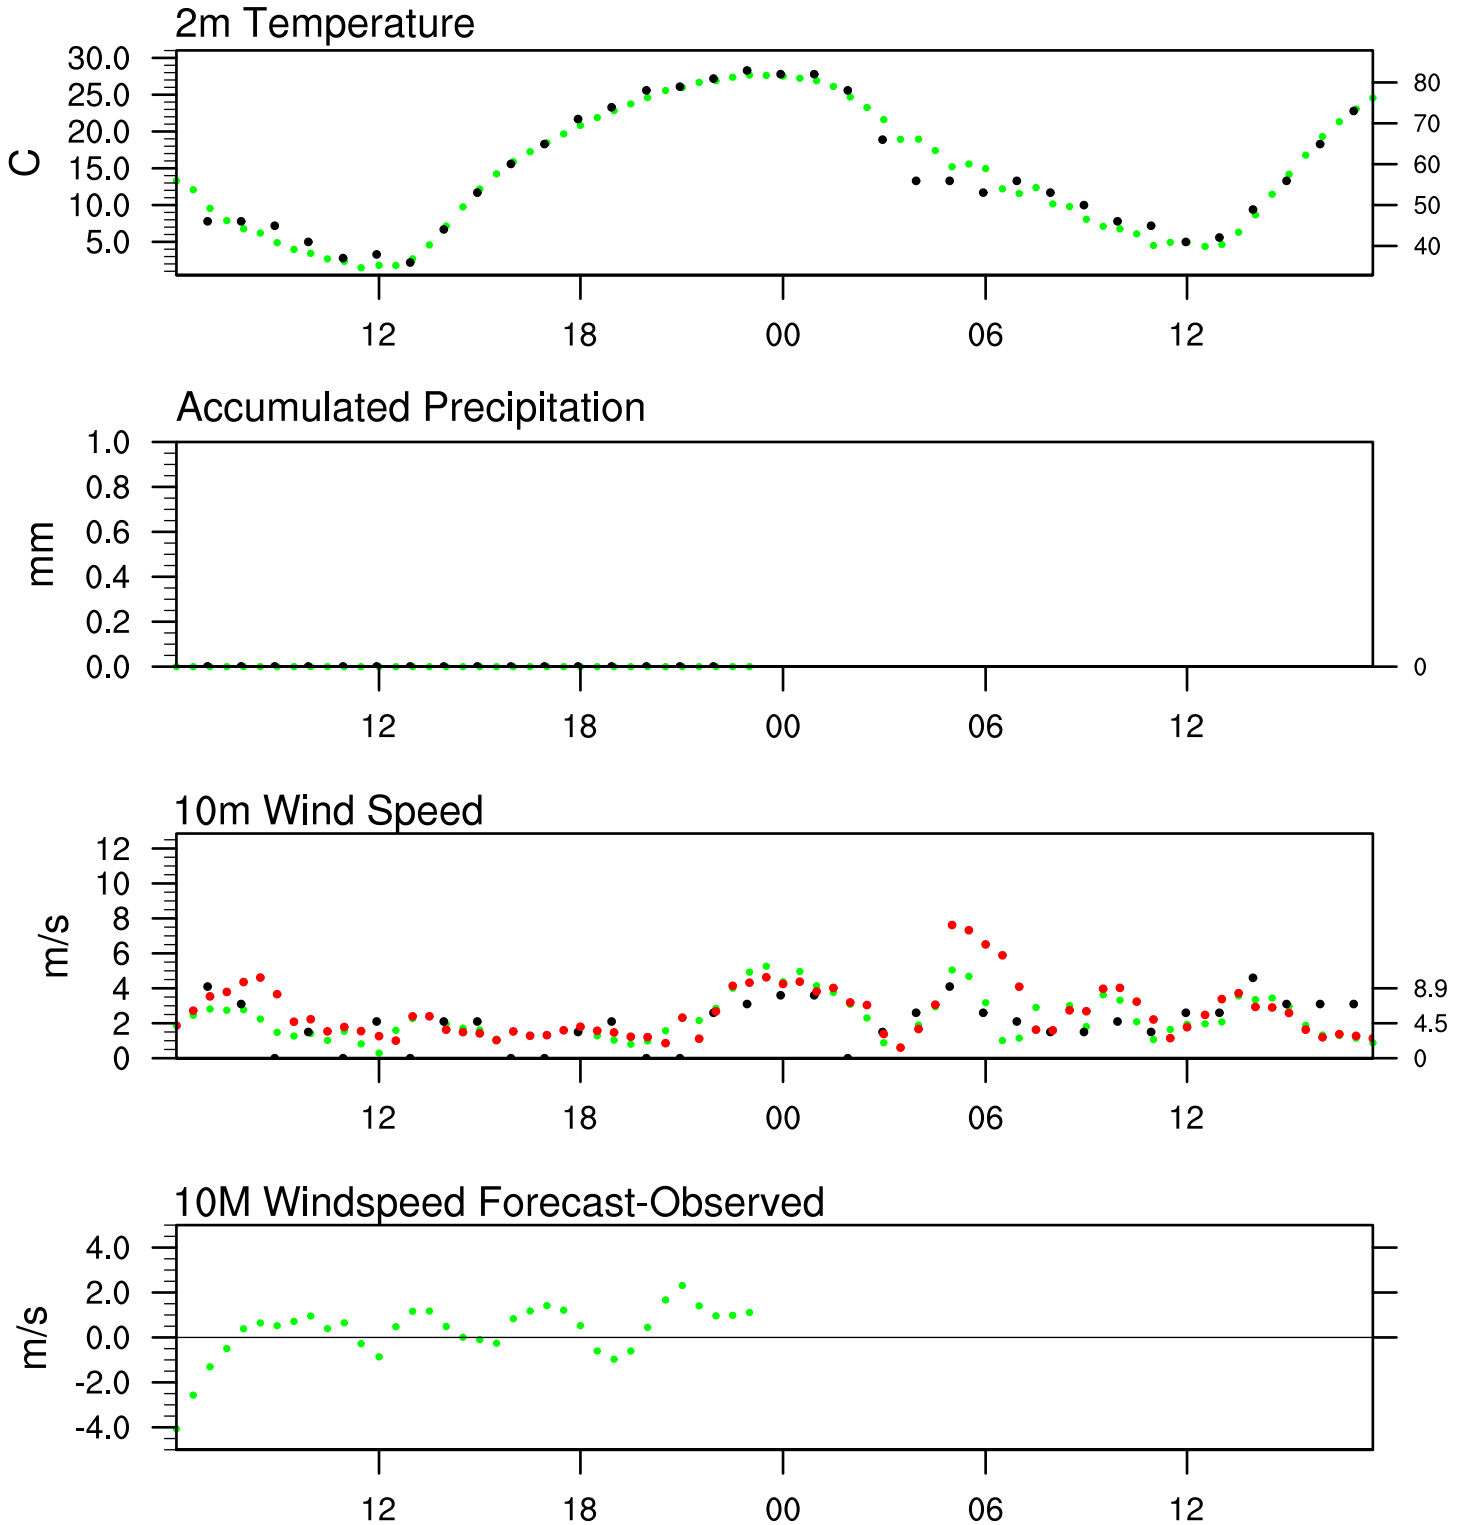 2m Temperature
30.0
25.0
20.0
15.0
10.0
5.0
C
80
70
60
50
40
12 18 00 06 12
Accumulated Precipitation
1.0
0.8
0.6
0.4
0.2
0.0
mm
0
12 18 00 06 12
10m Wind Speed
12
10
8
6
4
2
0
m/s
8.9
4.5
0
12 18 00 06 12
10M Windspeed Forecast-Observed
4.0
2.0
0.0
-2.0
-4.0
m/s
12 18 00 06 12